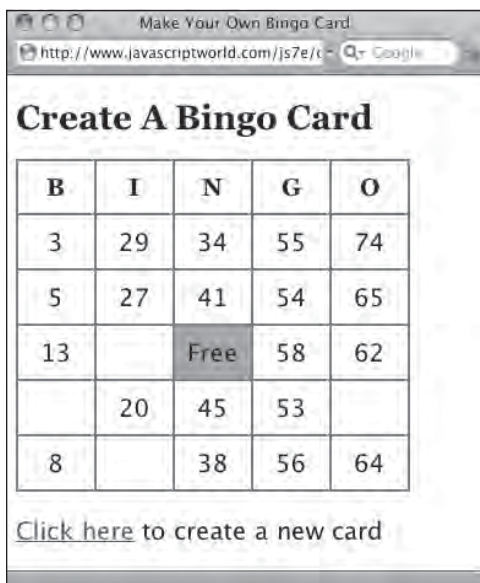 Make Your Own Bingo Card
http://www.javascriptworld.com/js7e/c Google
Create A Bingo Card
B I N G O
3 29 34 55 74
5 27 41 54 65
13 Free 58 62
20 45 53
8 38 56 64
Click here to create a new card